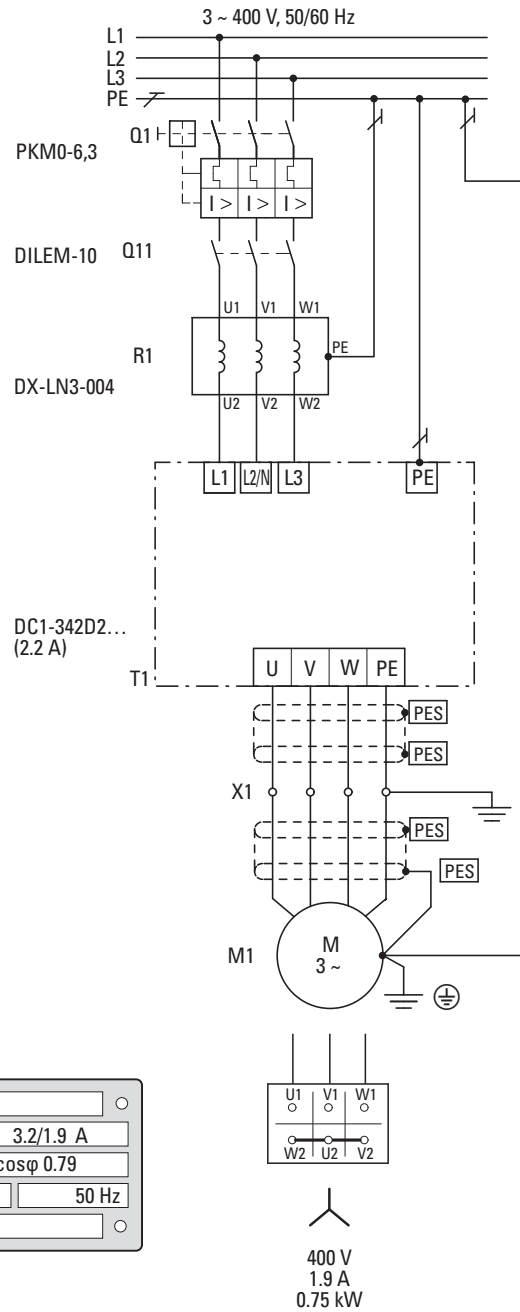 3 ~ 400 V, 50/60 Hz
L1
L2
L3
PE
Q1
PKM0-6,3
I > I > I >
DILEM-10 Q11
U1 V1 W1
R1
PE
DX-LN3-004
U2 V2 W2
L1 L2/N L3 PE
DC1-342D2…
(2.2 A)
T1
U V W PE
PES
PES
X1
PES
PES
M1
M
3 ~
U1 V1 W1
W2 U2 V2
3.2/1.9 A
cosφ 0.79
50 Hz
400 V
1.9 A
0.75 kW